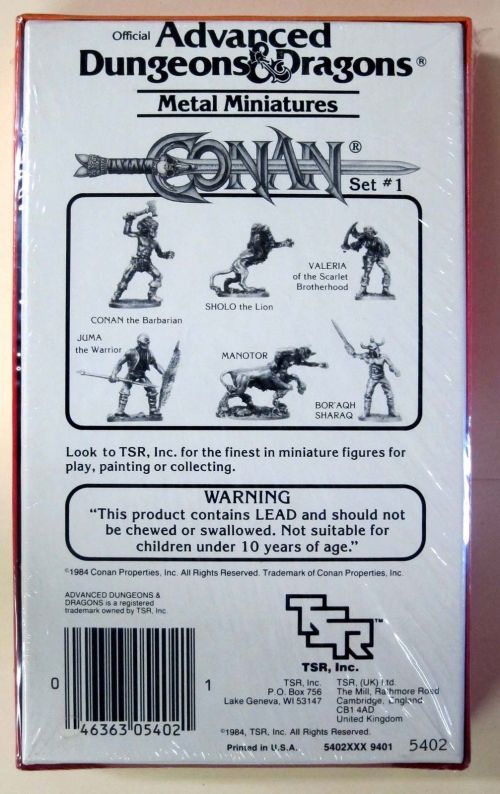 Official Advanced
Dungeons & Dragons®
Metal Miniatures
CONAN®
Set #1
CONAN the Barbarian
SHOLO the Lion
VALERIA
of the Scarlet
Brotherhood
JUMA
the Warrior
MANOTOR
BOR'AQH
SHARAQ
Look to TSR, Inc. for the finest in miniature figures for
play, painting or collecting.
WARNING
"This product contains LEAD and should not
be chewed or swallowed. Not suitable for
children under 10 years of age."
©1984 Conan Properties, Inc. All Rights Reserved. Trademark of Conan Properties, Inc.
ADVANCED DUNGEONS &
DRAGONS is a registered
trademark owned by TSR, Inc.
TSR™
TSR, Inc.
TSR, Inc.
P.O. Box 756
Lake Geneva, WI 53147
TSR, (UK) Ltd.
The Mill, Rathmore Road
Cambridge, England
CB1 4AD
United Kingdom
0 46363 05402 1
©1984, TSR, Inc. All Rights Reserved.
Printed in U.S.A. 5402XXX 9401 5402